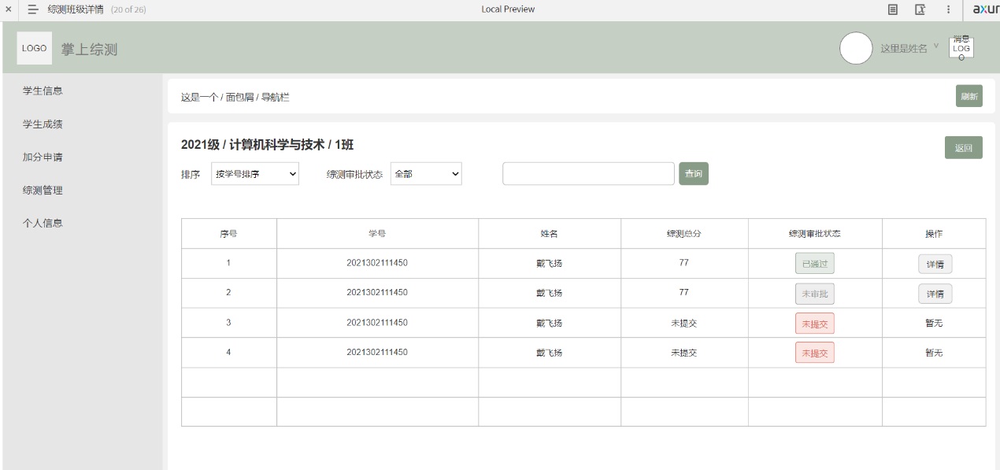 × 综测班级详情 (20 of 26) Local Preview
LOGO 掌上综测 这里是姓名 消息LOGO
学生信息
学生成绩
加分申请
综测管理
个人信息
这是一个 / 面包屑 / 导航栏 刷新
2021级 / 计算机科学与技术 / 1班 返回
排序 按学号排序 综测审批状态 全部 查询
序号 学号 姓名 综测总分 综测审批状态 操作
1 2021302111450 戴飞扬 77 已通过 详情
2 2021302111450 戴飞扬 77 未审批 详情
3 2021302111450 戴飞扬 未提交 未提交 暂无
4 2021302111450 戴飞扬 未提交 未提交 暂无